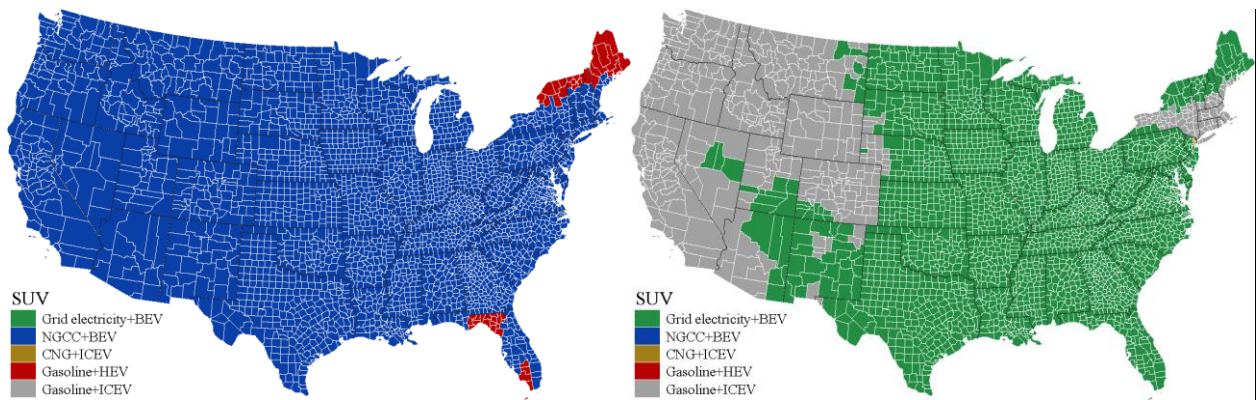 SUV
Grid electricity+BEV
NGCC+BEV
CNG+ICEV
Gasoline+HEV
Gasoline+ICEV
SUV
Grid electricity+BEV
NGCC+BEV
CNG+ICEV
Gasoline+HEV
Gasoline+ICEV